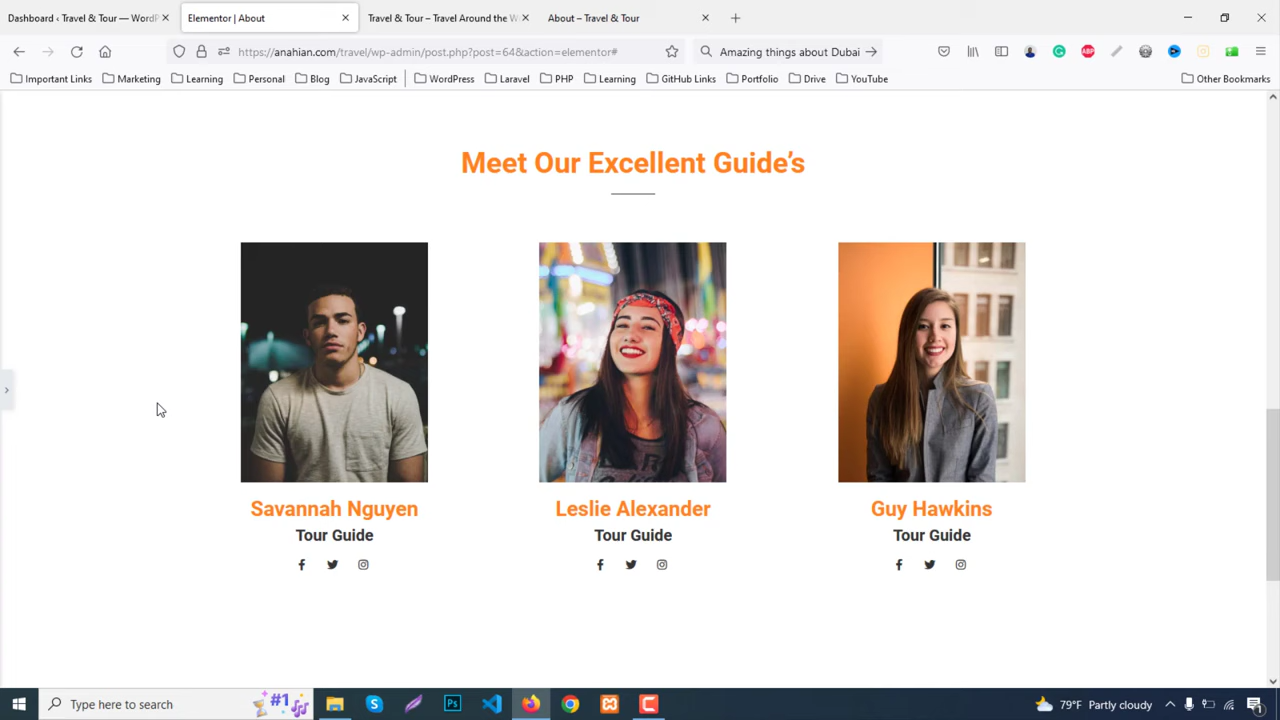 Dashboard ‹ Travel & Tour — WordP
Elementor | About
Travel & Tour – Travel Around the W
About – Travel & Tour
https://anahian.com/travel/wp-admin/post.php?post=64&action=elementor#
Amazing things about Dubai
ABP
Important Links
Marketing
Learning
Personal
Blog
JavaScript
WordPress
Laravel
PHP
Learning
GitHub Links
Portfolio
Drive
YouTube
Other Bookmarks
Meet Our Excellent Guide’s
Savannah Nguyen
Leslie Alexander
Guy Hawkins
Tour Guide
Tour Guide
Tour Guide
Type here to search
#1
Ps
79°F Partly cloudy